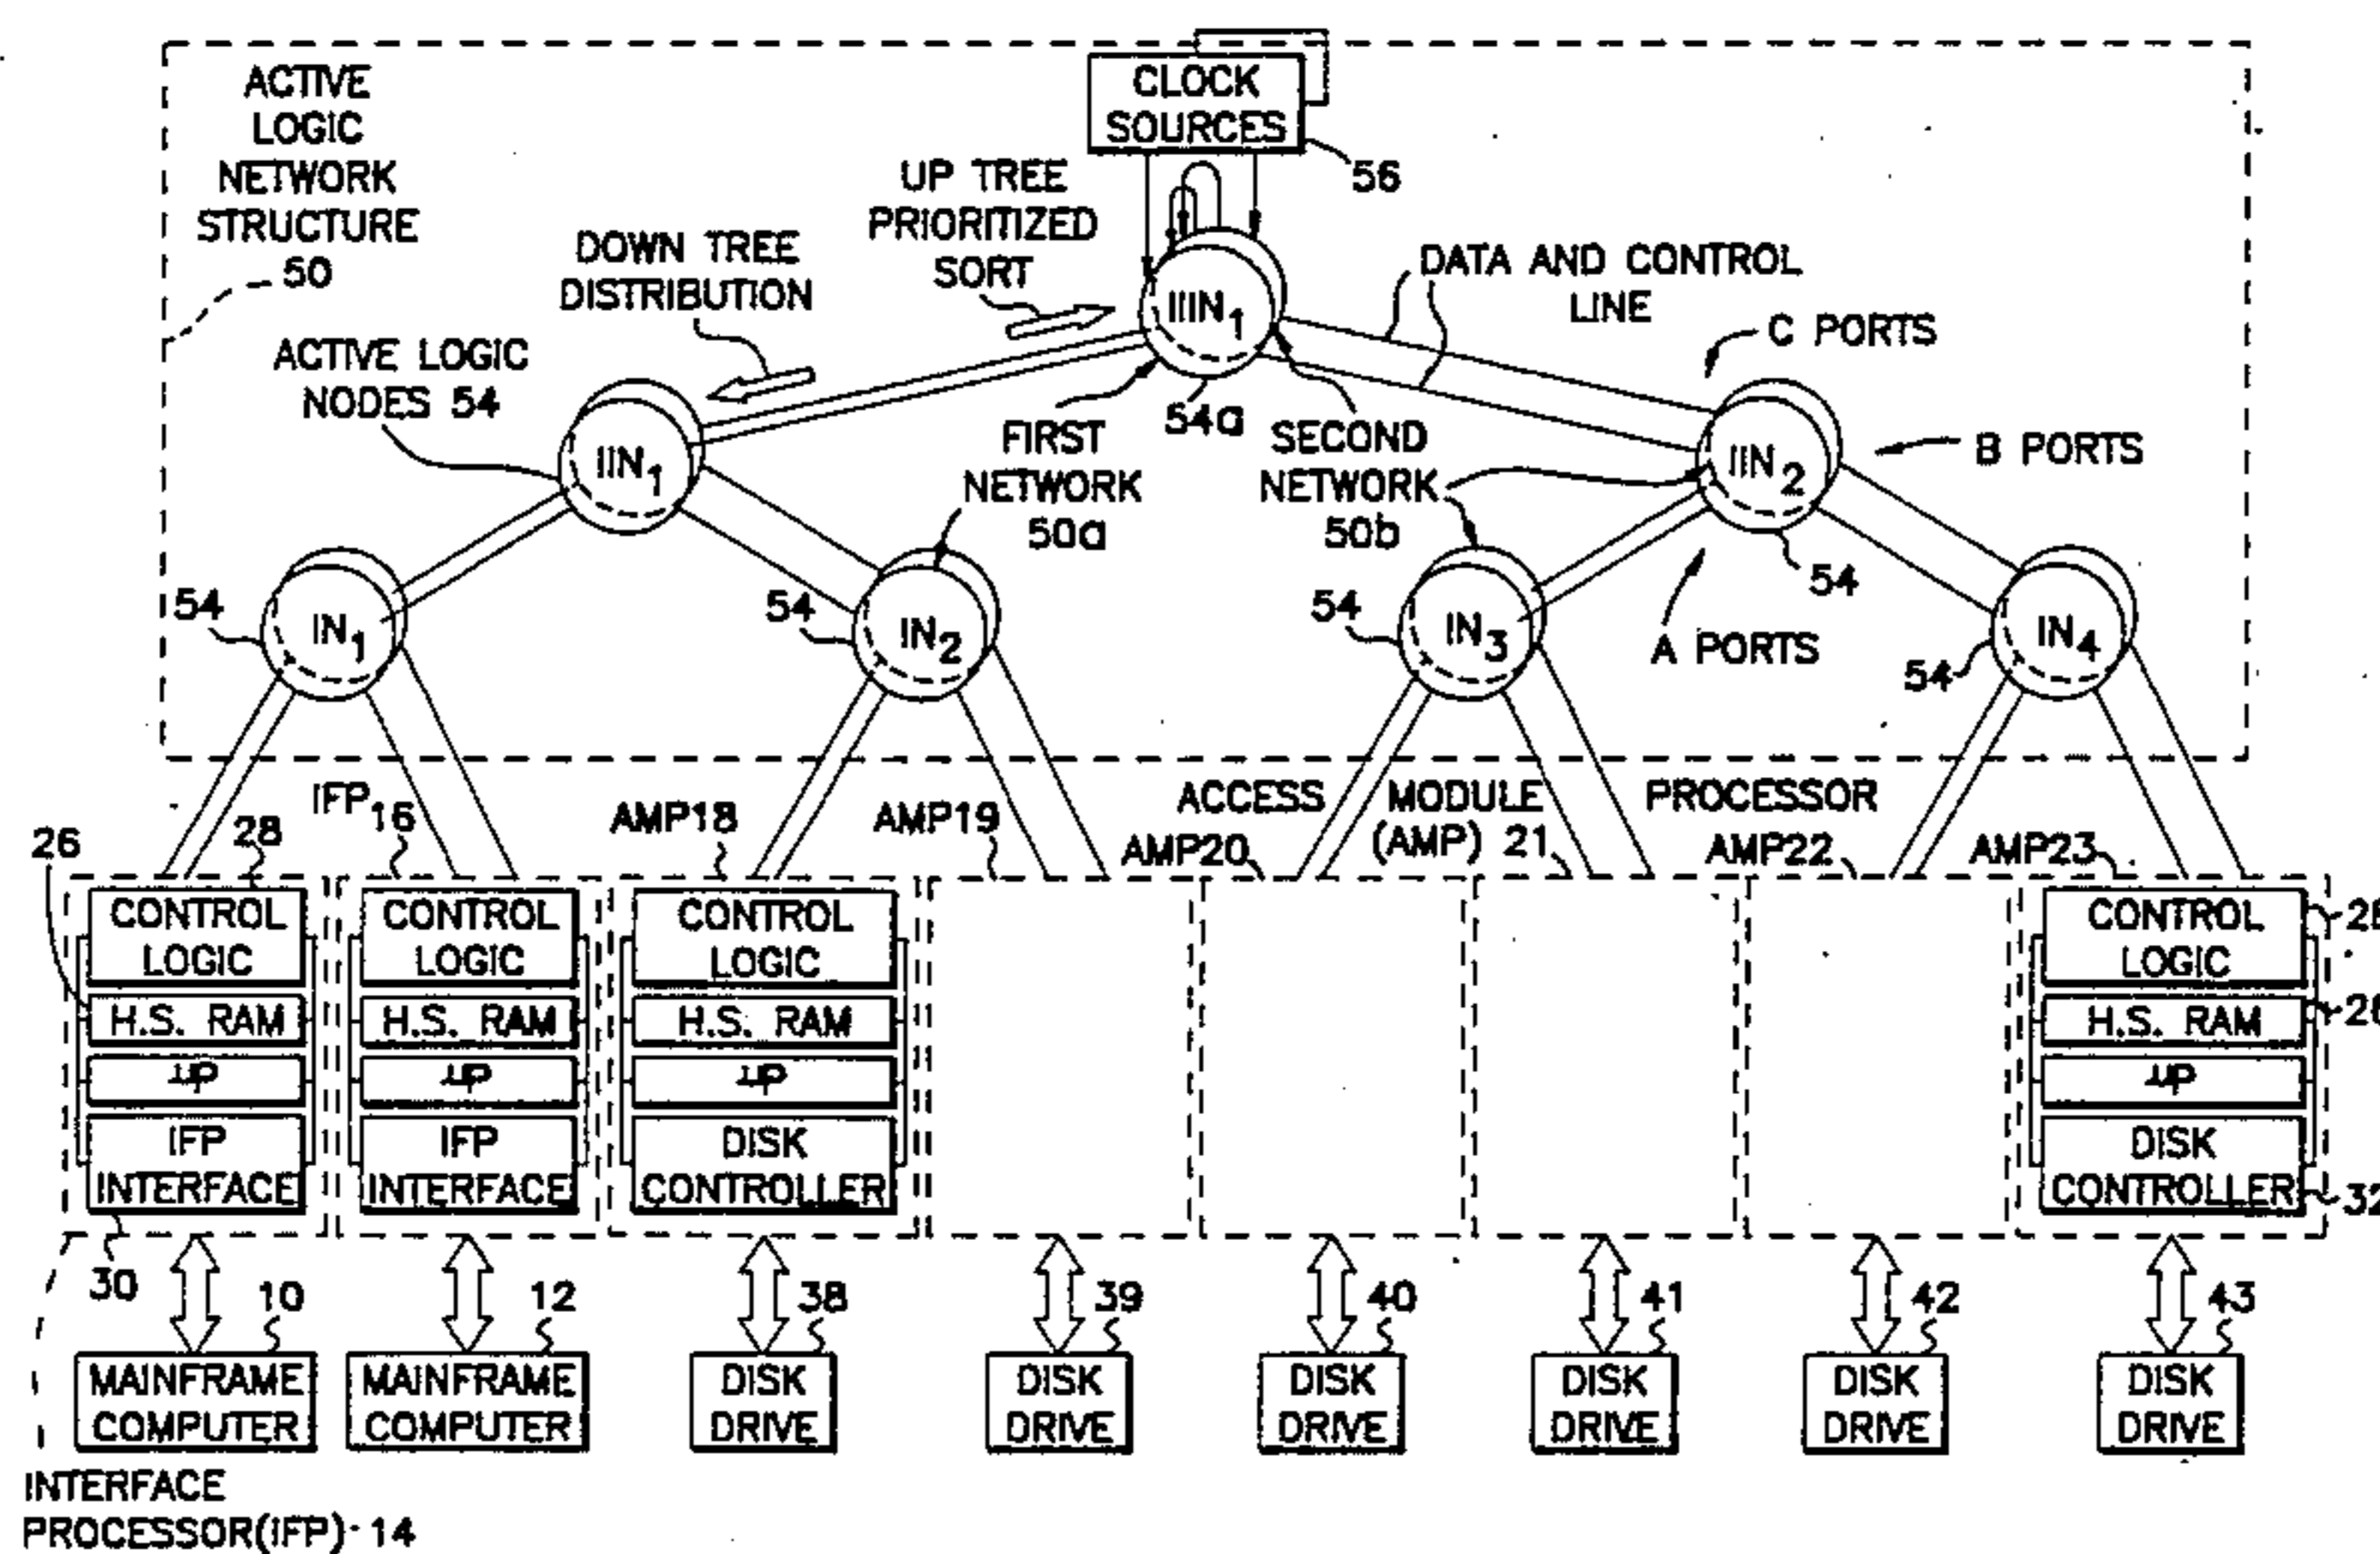 ACTIVE
LOGIC
NETWORK
STRUCTURE
50
CLOCK
SOURCES
56
UP TREE
PRIORITIZED
SORT
DOWN TREE
DISTRIBUTION
DATA AND CONTROL
LINE
ACTIVE LOGIC
NODES 54
IIIN1
54a
C PORTS
B PORTS
A PORTS
FIRST
NETWORK
50a
SECOND
NETWORK
50b
IIN1
IIN2
54
54
IN1
54
IN2
54
IN3
54
IN4
ACCESS MODULE PROCESSOR
(AMP) 21
26
28
IFP16
AMP18
AMP19
AMP20
AMP22
AMP23
CONTROL
LOGIC
H.S. RAM
μP
IFP
INTERFACE
30
CONTROL
LOGIC
H.S. RAM
μP
IFP
INTERFACE
CONTROL
LOGIC
H.S. RAM
μP
DISK
CONTROLLER
CONTROL
LOGIC
H.S. RAM
μP
DISK
CONTROLLER
32
10
12
38
39
40
41
42
43
MAINFRAME
COMPUTER
MAINFRAME
COMPUTER
DISK
DRIVE
DISK
DRIVE
DISK
DRIVE
DISK
DRIVE
DISK
DRIVE
DISK
DRIVE
INTERFACE
PROCESSOR(IFP)-14